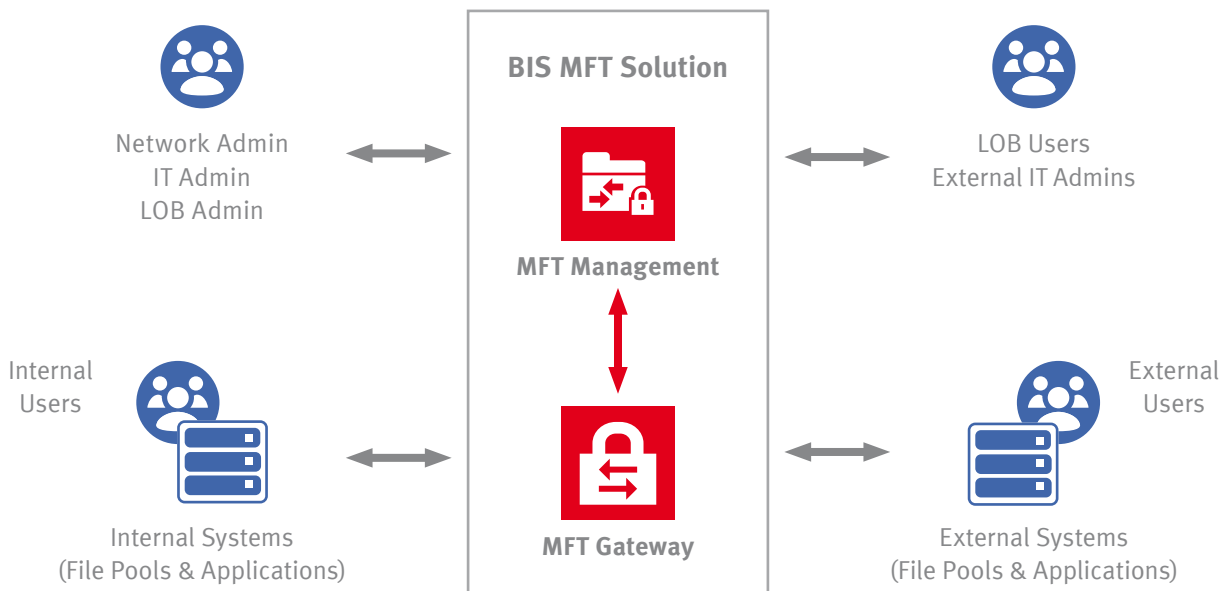 BIS MFT Solution
Network Admin
IT Admin
LOB Admin
MFT Management
LOB Users
External IT Admins
Internal
Users
Internal Systems
(File Pools & Applications)
MFT Gateway
External
Users
External Systems
(File Pools & Applications)